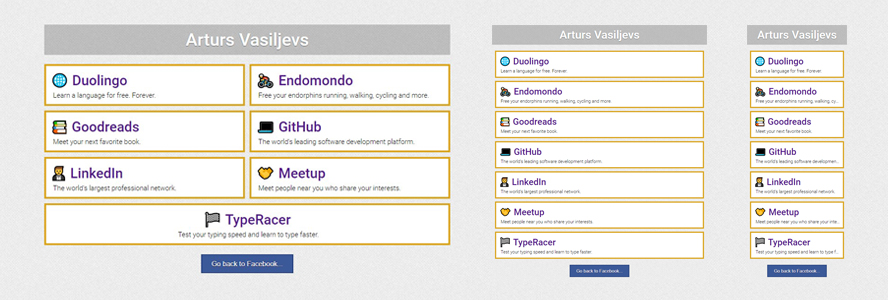 Arturs Vasiljevs
Duolingo
Learn a language for free. Forever.
Endomondo
Free your endorphins running, walking, cycling and more.
Goodreads
Meet your next favorite book.
GitHub
The world's leading software development platform.
LinkedIn
The world's largest professional network.
Meetup
Meet people near you who share your interests.
TypeRacer
Test your typing speed and learn to type faster.
Go back to Facebook...
Arturs Vasiljevs
Duolingo
Learn a language for free. Forever.
Endomondo
Free your endorphins running, walking, cycling and more.
Goodreads
Meet your next favorite book.
GitHub
The world's leading software development platform.
LinkedIn
The world's largest professional network.
Meetup
Meet people near you who share your interests.
TypeRacer
Test your typing speed and learn to type faster.
Go back to Facebook...
Arturs Vasiljevs
Duolingo
Learn a language for free. Forever.
Endomondo
Free your endorphins running, walking, cy...
Goodreads
Meet your next favorite book.
GitHub
The world's leading software developmen...
LinkedIn
The world's largest professional network.
Meetup
Meet people near you who share your inte...
TypeRacer
Test your typing speed and learn to type f...
Go back to Facebook...